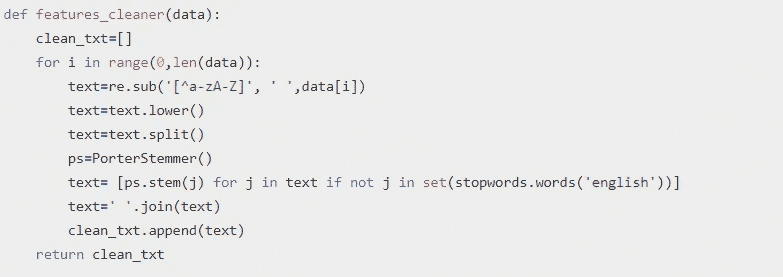 def features_cleaner(data):
    clean_txt=[]
    for i in range(0,len(data)):
        text=re.sub('[^a-zA-Z]', ' ',data[i])
        text=text.lower()
        text=text.split()
        ps=PorterStemmer()
        text= [ps.stem(j) for j in text if not j in set(stopwords.words('english'))]
        text=' '.join(text)
        clean_txt.append(text)
    return clean_txt